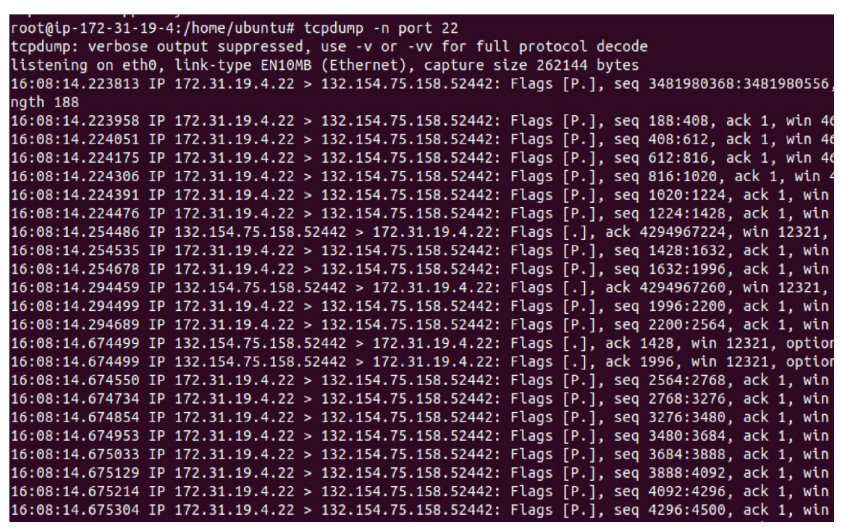 root@ip-172-31-19-4:/home/ubuntu# tcpdump -n port 22
tcpdump: verbose output suppressed, use -v or -vv for full protocol decode
listening on eth0, link-type EN10MB (Ethernet), capture size 262144 bytes
16:08:14.223813 IP 172.31.19.4.22 > 132.154.75.158.52442: Flags [P.], seq 3481980368:3481980556,
ngth 188
16:08:14.223958 IP 172.31.19.4.22 > 132.154.75.158.52442: Flags [P.], seq 188:408, ack 1, win 46
16:08:14.224051 IP 172.31.19.4.22 > 132.154.75.158.52442: Flags [P.], seq 408:612, ack 1, win 46
16:08:14.224175 IP 172.31.19.4.22 > 132.154.75.158.52442: Flags [P.], seq 612:816, ack 1, win 46
16:08:14.224306 IP 172.31.19.4.22 > 132.154.75.158.52442: Flags [P.], seq 816:1020, ack 1, win 4
16:08:14.224391 IP 172.31.19.4.22 > 132.154.75.158.52442: Flags [P.], seq 1020:1224, ack 1, win
16:08:14.224476 IP 172.31.19.4.22 > 132.154.75.158.52442: Flags [P.], seq 1224:1428, ack 1, win
16:08:14.254486 IP 132.154.75.158.52442 > 172.31.19.4.22: Flags [.], ack 4294967224, win 12321,
16:08:14.254535 IP 172.31.19.4.22 > 132.154.75.158.52442: Flags [P.], seq 1428:1632, ack 1, win
16:08:14.254678 IP 172.31.19.4.22 > 132.154.75.158.52442: Flags [P.], seq 1632:1996, ack 1, win
16:08:14.294459 IP 132.154.75.158.52442 > 172.31.19.4.22: Flags [.], ack 4294967260, win 12321,
16:08:14.294499 IP 172.31.19.4.22 > 132.154.75.158.52442: Flags [P.], seq 1996:2200, ack 1, win
16:08:14.294689 IP 172.31.19.4.22 > 132.154.75.158.52442: Flags [P.], seq 2200:2564, ack 1, win
16:08:14.674499 IP 132.154.75.158.52442 > 172.31.19.4.22: Flags [.], ack 1428, win 12321, option
16:08:14.674499 IP 132.154.75.158.52442 > 172.31.19.4.22: Flags [.], ack 1996, win 12321, option
16:08:14.674550 IP 172.31.19.4.22 > 132.154.75.158.52442: Flags [P.], seq 2564:2768, ack 1, win
16:08:14.674734 IP 172.31.19.4.22 > 132.154.75.158.52442: Flags [P.], seq 2768:3276, ack 1, win
16:08:14.674854 IP 172.31.19.4.22 > 132.154.75.158.52442: Flags [P.], seq 3276:3480, ack 1, win
16:08:14.674953 IP 172.31.19.4.22 > 132.154.75.158.52442: Flags [P.], seq 3480:3684, ack 1, win
16:08:14.675033 IP 172.31.19.4.22 > 132.154.75.158.52442: Flags [P.], seq 3684:3888, ack 1, win
16:08:14.675129 IP 172.31.19.4.22 > 132.154.75.158.52442: Flags [P.], seq 3888:4092, ack 1, win
16:08:14.675214 IP 172.31.19.4.22 > 132.154.75.158.52442: Flags [P.], seq 4092:4296, ack 1, win
16:08:14.675304 IP 172.31.19.4.22 > 132.154.75.158.52442: Flags [P.], seq 4296:4500, ack 1, win